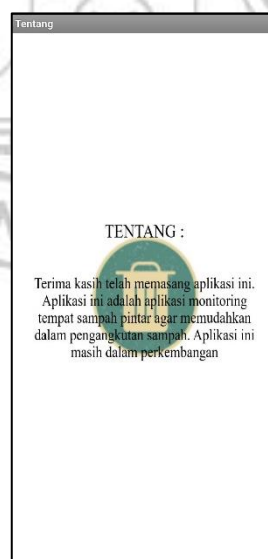 Tentang
TENTANG :
Terima kasih telah memasang aplikasi ini.
Aplikasi ini adalah aplikasi monitoring
tempat sampah pintar agar memudahkan
dalam pengangkutan sampah. Aplikasi ini
masih dalam perkembangan